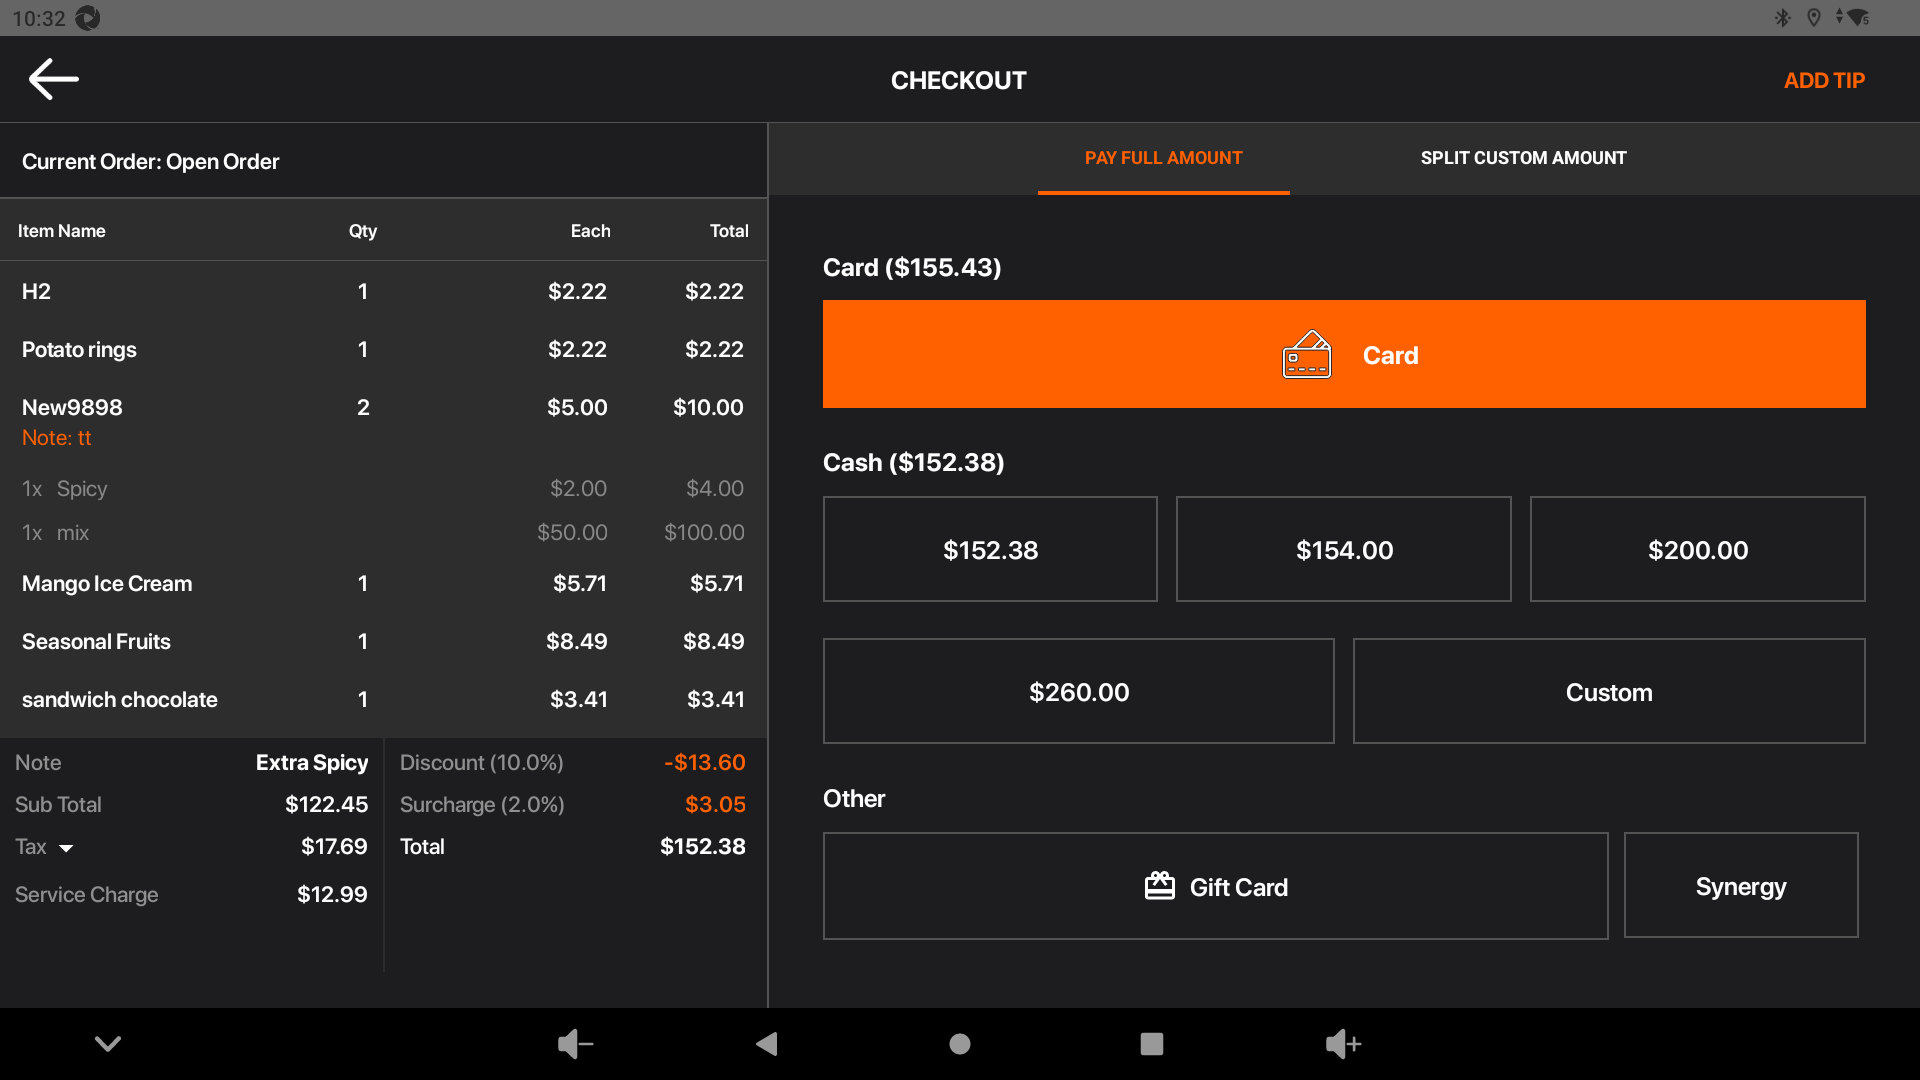 10:32
CHECKOUT
ADD TIP
Current Order: Open Order
PAY FULL AMOUNT
SPLIT CUSTOM AMOUNT
Item Name Qty Each Total
H2 1 $2.22 $2.22
Potato rings 1 $2.22 $2.22
New9898 2 $5.00 $10.00
Note: tt
1x Spicy $2.00 $4.00
1x mix $50.00 $100.00
Mango Ice Cream 1 $5.71 $5.71
Seasonal Fruits 1 $8.49 $8.49
sandwich chocolate 1 $3.41 $3.41
Note Extra Spicy
Sub Total $122.45
Tax $17.69
Service Charge $12.99
Discount (10.0%) -$13.60
Surcharge (2.0%) $3.05
Total $152.38
Card ($155.43)
Card
Cash ($152.38)
$152.38
$154.00
$200.00
$260.00
Custom
Other
Gift Card
Synergy